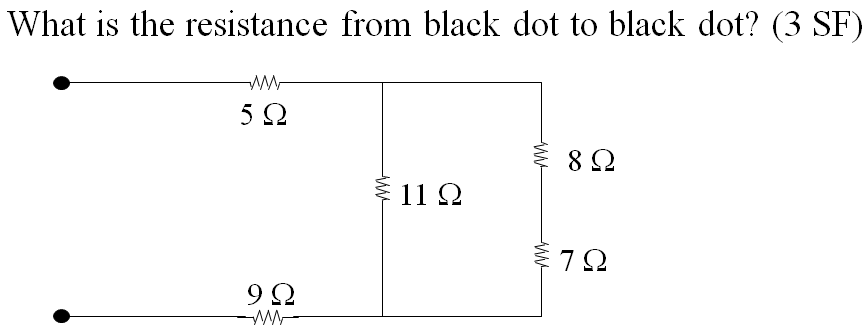 What is the resistance from black dot to black dot? (3 SF)
5 Ω
8 Ω
11 Ω
7 Ω
9 Ω